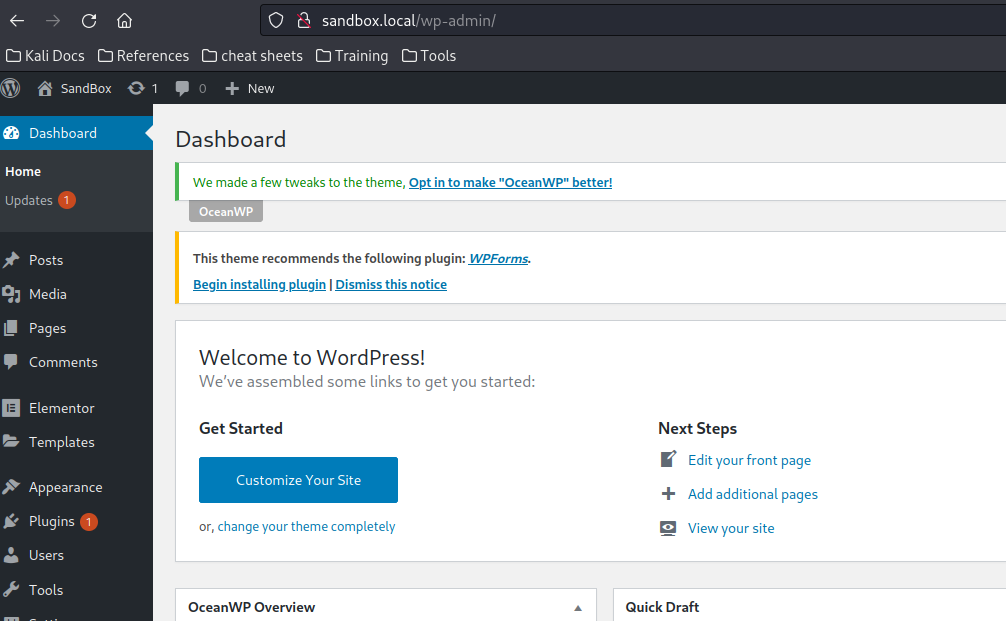 sandbox.local/wp-admin/
Kali Docs References cheat sheets Training Tools
SandBox 1 0 New
Dashboard
Home
Updates 1
Posts
Media
Pages
Comments
Elementor
Templates
Appearance
Plugins 1
Users
Tools
Dashboard
We made a few tweaks to the theme, Opt in to make "OceanWP" better!
OceanWP
This theme recommends the following plugin: WPForms.
Begin installing plugin | Dismiss this notice
Welcome to WordPress!
We've assembled some links to get you started:
Get Started
Customize Your Site
or, change your theme completely
Next Steps
Edit your front page
Add additional pages
View your site
OceanWP Overview
Quick Draft